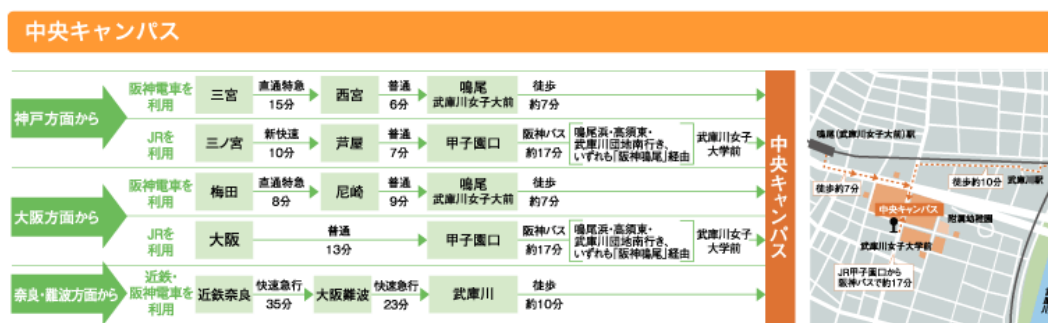 中央キャンパス
神戸方面から
阪神電車を
利用
三宮
直通特急
15分
西宮
普通
6分
鳴尾
武庫川女子大前
徒歩
約7分
JRを
利用
三ノ宮
新快速
10分
芦屋
普通
7分
甲子園口
阪神バス
約17分
鳴尾浜・高須東・
武庫川団地南行き、
いずれも「阪神鳴尾」経由
武庫川女子
大学前
大阪方面から
阪神電車を
利用
梅田
直通特急
8分
尼崎
普通
9分
鳴尾
武庫川女子大前
徒歩
約7分
JRを
利用
大阪
普通
13分
甲子園口
阪神バス
約17分
鳴尾浜・高須東・
武庫川団地南行き、
いずれも「阪神鳴尾」経由
武庫川女子
大学前
奈良・難波方面から
近鉄・
阪神電車を
利用
近鉄奈良
快速急行
35分
大阪難波
快速急行
23分
武庫川
徒歩
約10分
中央キャンパス
鳴尾(武庫川女子大前)駅
徒歩約7分
徒歩約10分
武庫川駅
中央キャンパス
附属幼稚園
武庫川女子大学前
JR甲子園口から
阪神バスで約17分